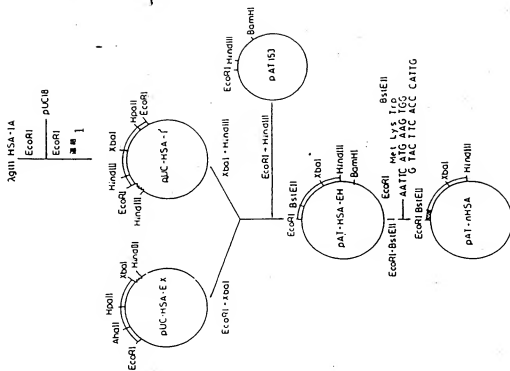 λgtII HSA-1A
EcoRI
pUC18
EcoRI
1
EcoRI
AhaII
HpaII
XbaI
HindIII
pUC-HSA-EX
HindIII
EcoRI
HindIII
XbaI
HpaII
EcoRI
pUC-HSA-I
EcoRI + XbaI
XbaI + HindIII
EcoRI
HindIII
BamHI
pAT153
EcoRI + HindIII
EcoRI
BstEII
XbaI
HindIII
BamHI
pAT-HSA-EH
EcoRI + BstEII
EcoRI
Met Lys Trp
BstEII
AATTC ATG AAG TGG
G TAC TTC ACC CATTG
EcoRI
BstEII
XbaI
HindIII
pAT-nHSA